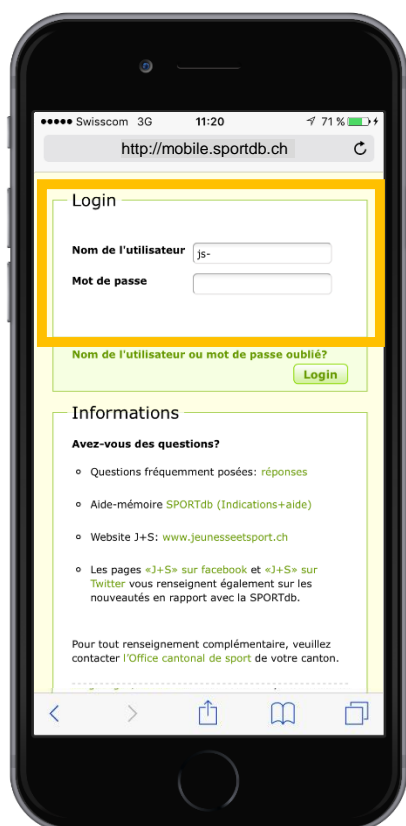 Swisscom 3G 11:20 71 %
http://mobile.sportdb.ch
Login
Nom de l'utilisateur js-
Mot de passe
Nom de l'utilisateur ou mot de passe oublié?
Login
Informations
Avez-vous des questions?
Questions fréquemment posées: réponses
Aide-mémoire SPORTdb (Indications+aide)
Website J+S: www.jeunesseetsport.ch
Les pages «J+S» sur facebook et «J+S» sur
Twitter vous renseignent également sur les
nouveautés en rapport avec la SPORTdb.
Pour tout renseignement complémentaire, veuillez
contacter l'Office cantonal de sport de votre canton.